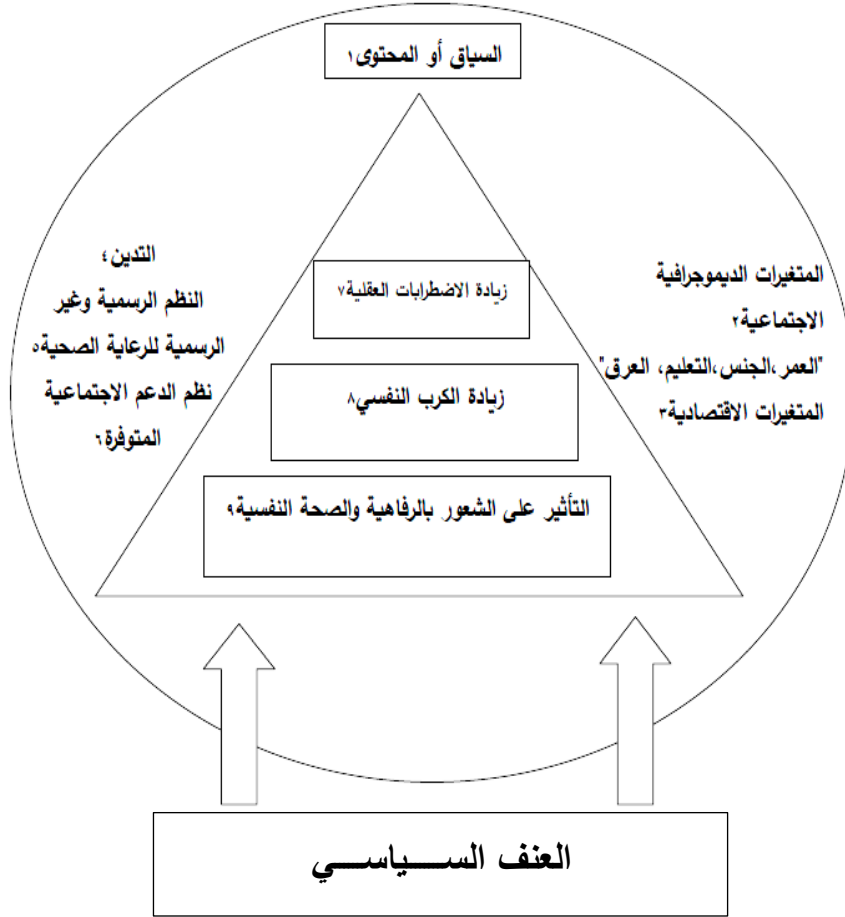 السياق أو المحتوى١
المتغيرات الديموجرافية
الاجتماعية٢
"العمر،الجنس،التعليم، العرق"
المتغيرات الاقتصادية٣
التدين٤
النظم الرسمية وغير
الرسمية للرعاية الصحية٥
نظم الدعم الاجتماعية
المتوفرة٦
زيادة الاضطرابات العقلية٧
زيادة الكرب النفسي٨
التأثير على الشعور بالرفاهية والصحة النفسية٩
العنف الســـياســـي